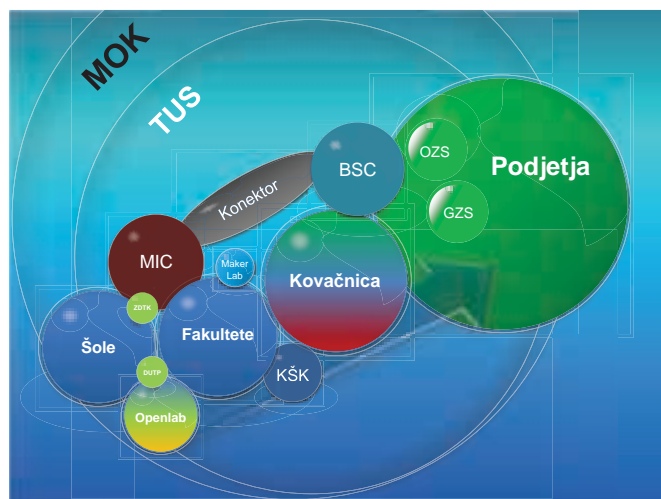 MOK
TUS
OZS
BSC
Podjetja
Konektor
GZS
MIC
Maker
Lab
Kovačnica
ZDTK
Šole
Fakultete
DUTP
KŠK
Openlab